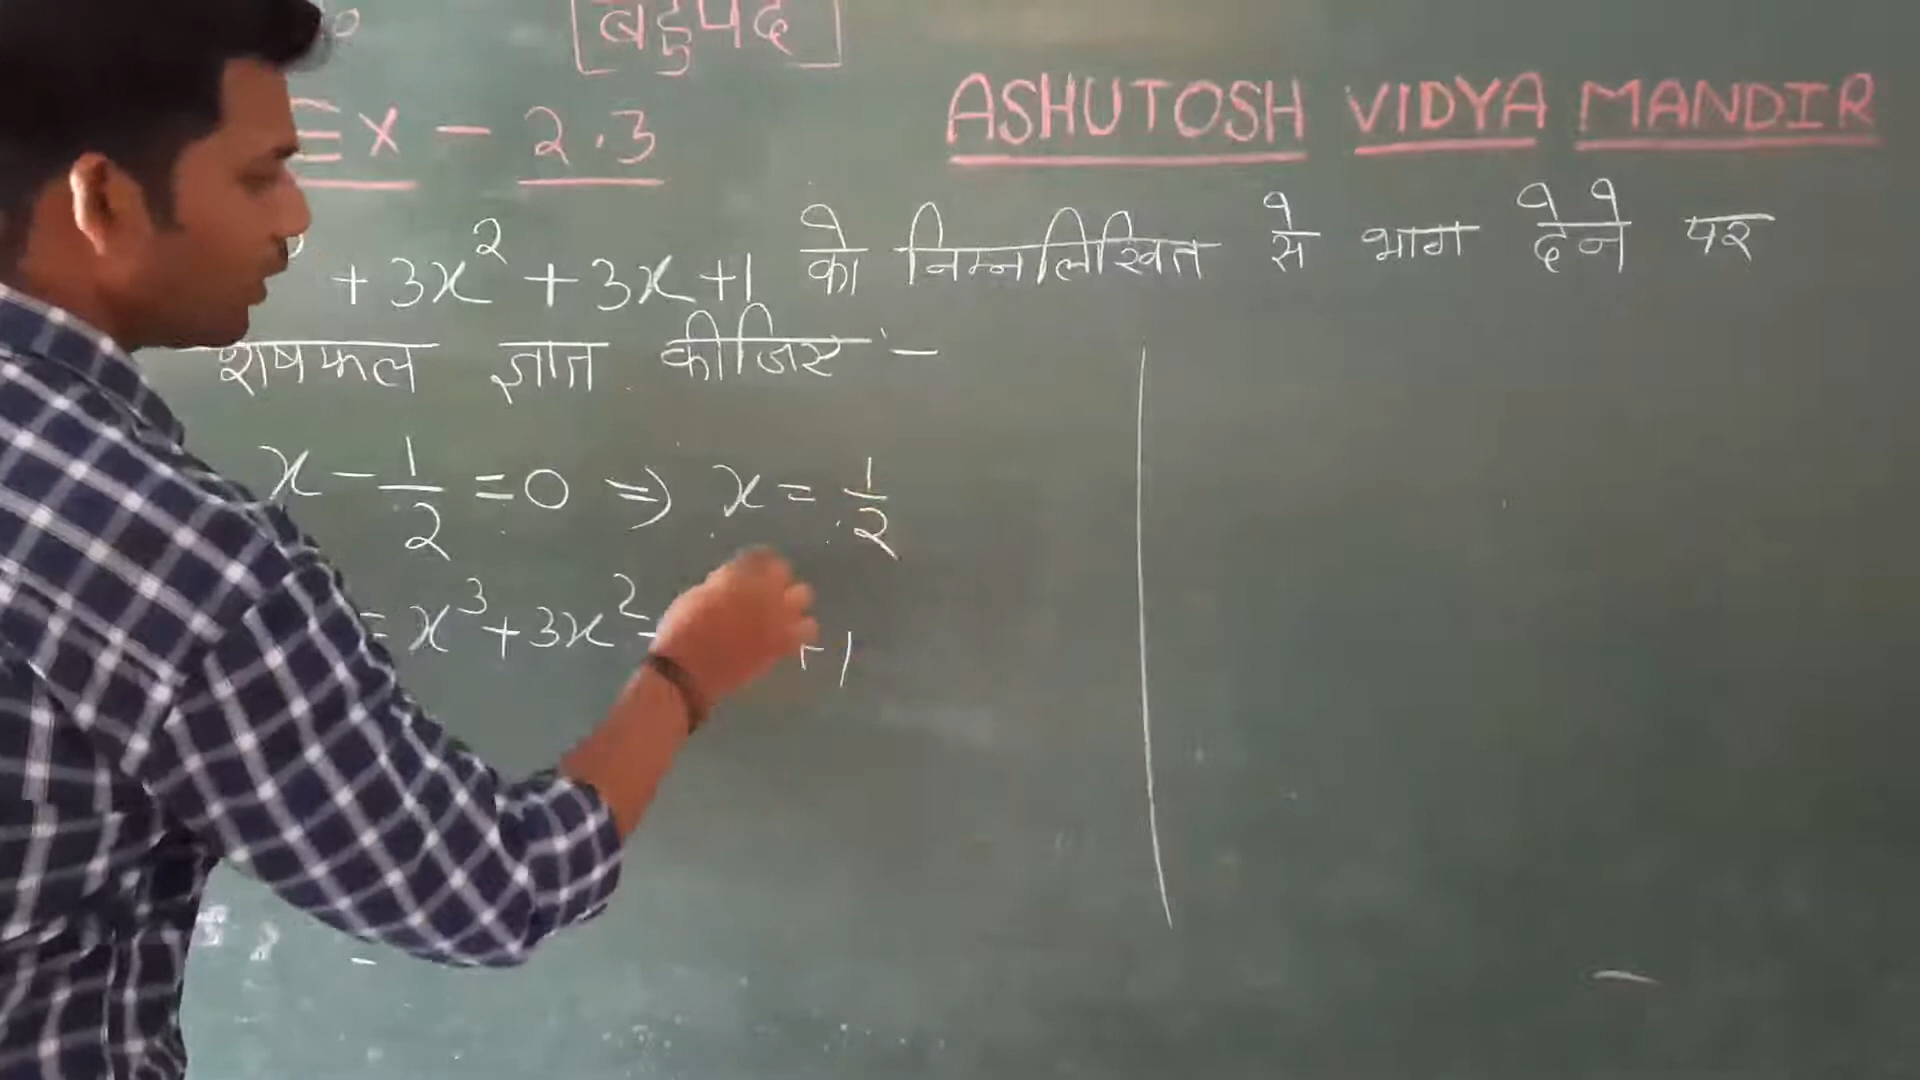 [बहुपद]
Ex - 2.3
ASHUTOSH VIDYA MANDIR
+ 3x² + 3x + 1 को निम्नलिखित से भाग देने पर
शेषफल ज्ञात कीजिए :-
x - 1/2 = 0 ⇒ x = 1/2
= x³ + 3x² +1